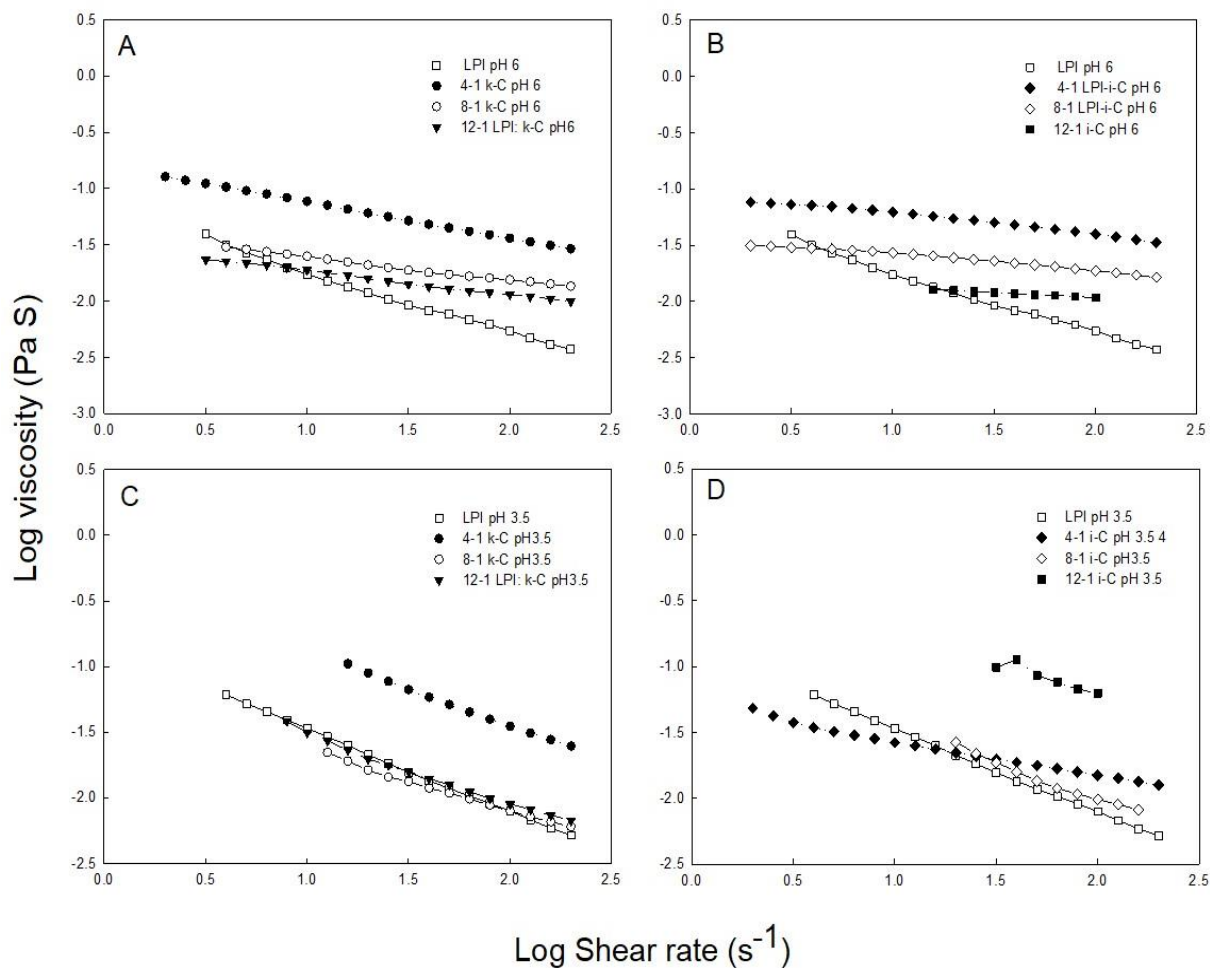 A
LPI pH 6
4-1 k-C pH 6
8-1 k-C pH 6
12-1 LPI: k-C pH6
0.5
0.0
-0.5
-1.0
-1.5
-2.0
-2.5
-3.0
0.0 0.5 1.0 1.5 2.0 2.5
B
LPI pH 6
4-1 LPI-i-C pH 6
8-1 LPI-i-C pH 6
12-1 i-C pH 6
0.5
0.0
-0.5
-1.0
-1.5
-2.0
-2.5
-3.0
0.0 0.5 1.0 1.5 2.0 2.5
C
LPI pH 3.5
4-1 k-C pH3.5
8-1 k-C pH3.5
12-1 LPI: k-C pH3.5
0.5
0.0
-0.5
-1.0
-1.5
-2.0
-2.5
0.0 0.5 1.0 1.5 2.0 2.5
D
LPI pH 3.5
4-1 i-C pH 3.5 4
8-1 i-C pH3.5
12-1 i-C pH 3.5
0.5
0.0
-0.5
-1.0
-1.5
-2.0
-2.5
0.0 0.5 1.0 1.5 2.0 2.5
Log viscosity (Pa S)
Log Shear rate (s⁻¹)